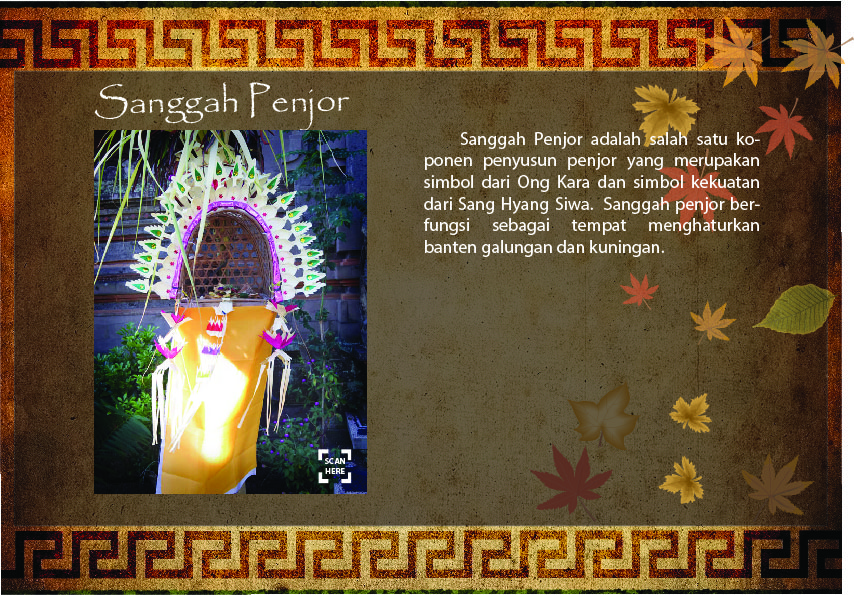 Sanggah Penjor
Sanggah Penjor adalah salah satu ko-
ponen penyusun penjor yang merupakan
simbol dari Ong Kara dan simbol kekuatan
dari Sang Hyang Siwa. Sanggah penjor ber-
fungsi sebagai tempat menghaturkan
banten galungan dan kuningan.
SCAN
HERE